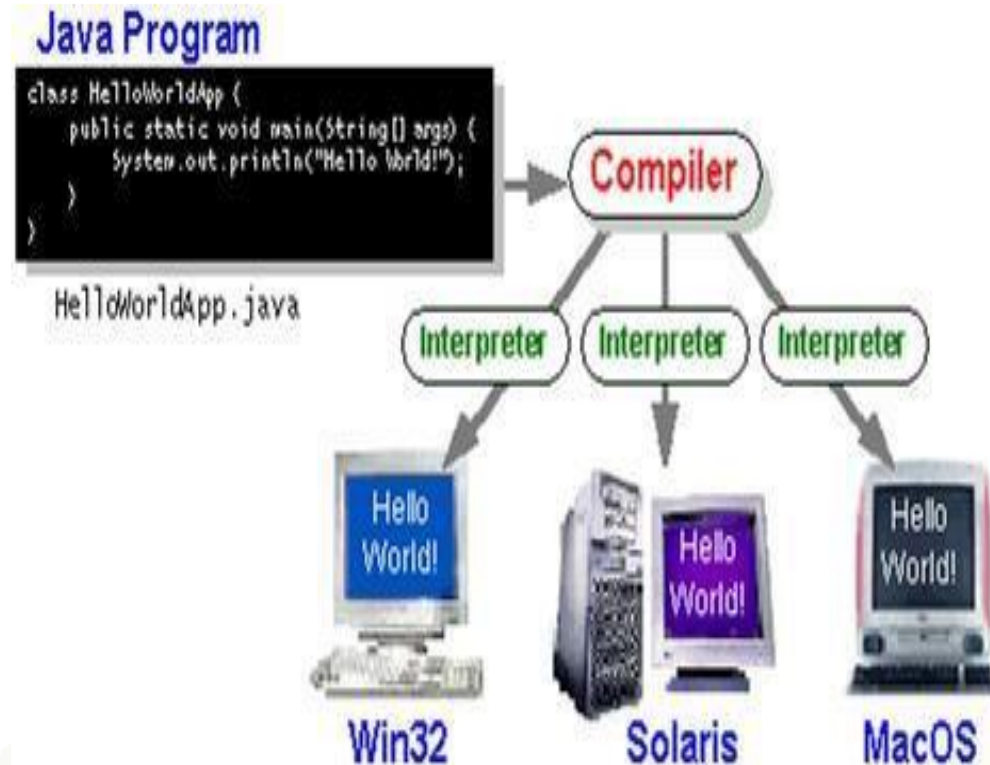 Java Program
class HelloWorldApp {
public static void main(String[] args) {
System.out.println("Hello World!");
}
}
HelloWorldApp.java
Compiler
Interpreter
Interpreter
Interpreter
Hello
World!
Hello
World!
Hello
World!
Win32
Solaris
MacOS